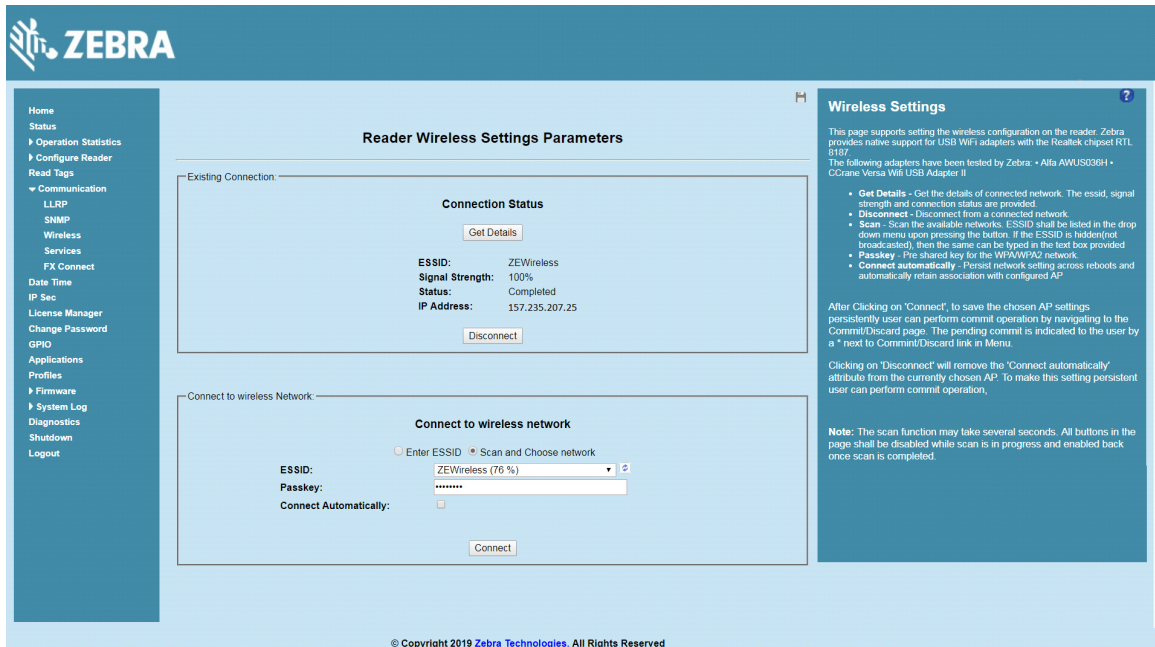 ZEBRA
Home
Status
Operation Statistics
Configure Reader
Read Tags
Communication
LLRP
SNMP
Wireless
Services
FX Connect
Date Time
IP Sec
License Manager
Change Password
GPIO
Applications
Profiles
Firmware
System Log
Diagnostics
Shutdown
Logout
Reader Wireless Settings Parameters
Existing Connection:
Connection Status
Get Details
ESSID: ZEWireless
Signal Strength: 100%
Status: Completed
IP Address: 157.235.207.25
Disconnect
Connect to wireless Network:
Connect to wireless network
Enter ESSID Scan and Choose network
ESSID: ZEWireless (76 %)
Passkey: ••••••••
Connect Automatically:
Connect
?
Wireless Settings
This page supports setting the wireless configuration on the reader. Zebra
provides native support for USB WiFi adapters with the Realtek chipset RTL
8187.
The following adapters have been tested by Zebra: • Alfa AWUS036H •
CCrane Versa Wifi USB Adapter II
• Get Details - Get the details of connected network. The essid, signal
strength and connection status are provided.
• Disconnect - Disconnect from a connected network.
• Scan - Scan the available networks. ESSID shall be listed in the drop
down menu upon pressing the button. If the ESSID is hidden(not
broadcasted), then the same can be typed in the text box provided
• Passkey - Pre shared key for the WPA/WPA2 network.
• Connect automatically - Persist network setting across reboots and
automatically retain association with configured AP
After Clicking on 'Connect', to save the chosen AP settings
persistently user can perform commit operation by navigating to the
Commit/Discard page. The pending commit is indicated to the user by
a * next to Commint/Discard link in Menu.
Clicking on 'Disconnect' will remove the 'Connect automatically'
attribute from the currently chosen AP. To make this setting persistent
user can perform commit operation,
Note: The scan function may take several seconds. All buttons in the
page shall be disabled while scan is in progress and enabled back
once scan is completed.
© Copyright 2019 Zebra Technologies. All Rights Reserved